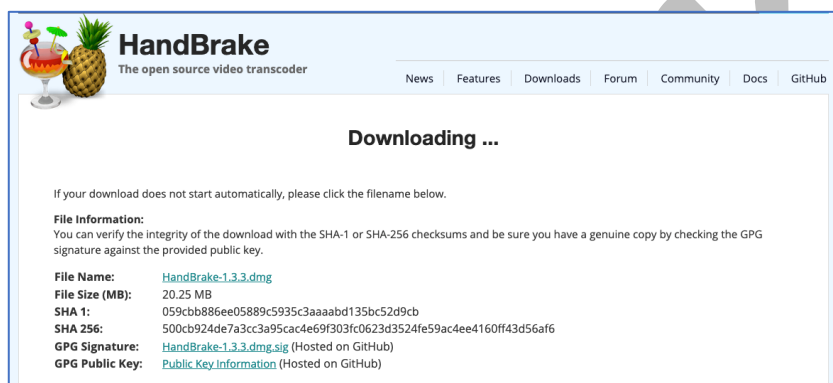 HandBrake
The open source video transcoder
News Features Downloads Forum Community Docs GitHub
Downloading ...
If your download does not start automatically, please click the filename below.
File Information:
You can verify the integrity of the download with the SHA-1 or SHA-256 checksums and be sure you have a genuine copy by checking the GPG
signature against the provided public key.
File Name: HandBrake-1.3.3.dmg
File Size (MB): 20.25 MB
SHA 1: 059cbb886ee05889c5935c3aaaabd135bc52d9cb
SHA 256: 500cb924de7a3cc3a95cac4e69f303fc0623d3524fe59ac4ee4160ff43d56af6
GPG Signature: HandBrake-1.3.3.dmg.sig (Hosted on GitHub)
GPG Public Key: Public Key Information (Hosted on GitHub)